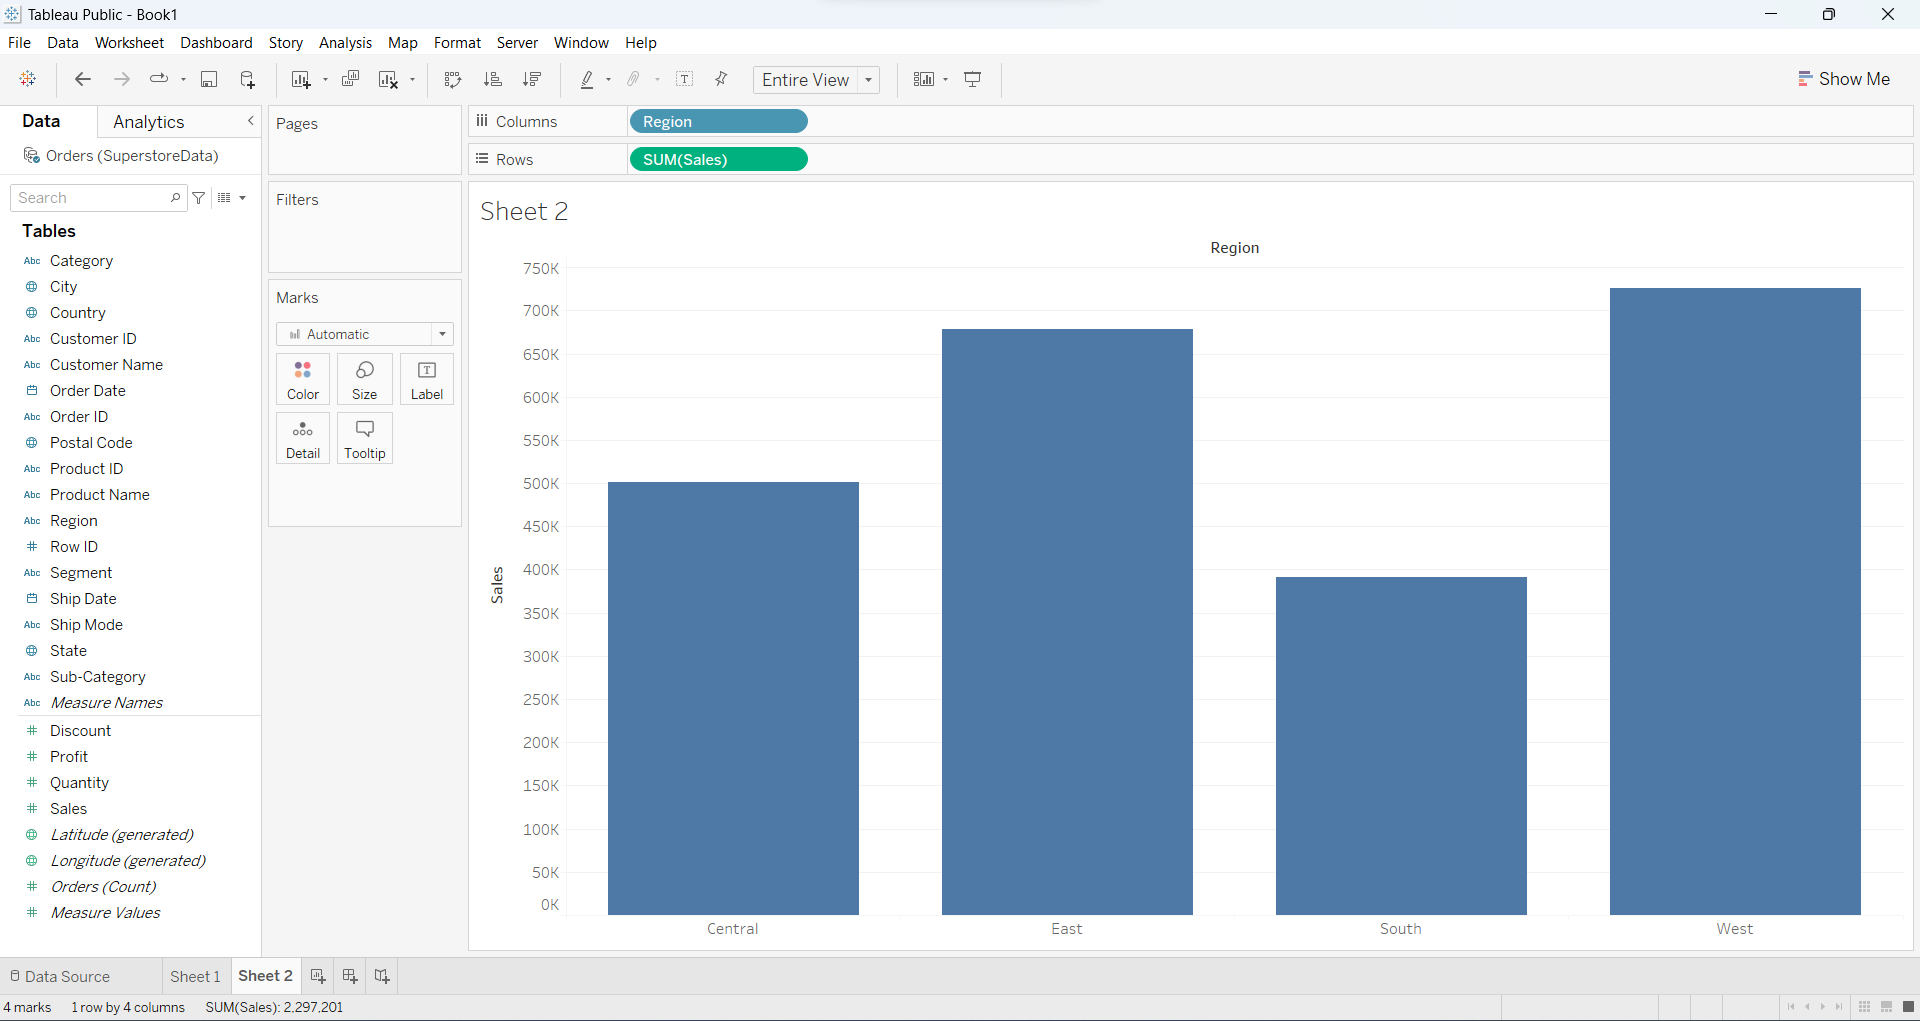 Tableau Public - Book1
File Data Worksheet Dashboard Story Analysis Map Format Server Window Help
Entire View
Show Me
Data Analytics
Orders (SuperstoreData)
Search
Tables
Abc Category
City
Country
Abc Customer ID
Abc Customer Name
Order Date
Abc Order ID
Postal Code
Abc Product ID
Abc Product Name
Abc Region
# Row ID
Abc Segment
Ship Date
Abc Ship Mode
State
Abc Sub-Category
Abc Measure Names
# Discount
# Profit
# Quantity
# Sales
Latitude (generated)
Longitude (generated)
# Orders (Count)
# Measure Values
Pages
Filters
Marks
Automatic
Color Size Label
Detail Tooltip
Columns Region
Rows SUM(Sales)
Sheet 2
Region
750K
700K
650K
600K
550K
500K
450K
400K
350K
300K
250K
200K
150K
100K
50K
0K
Sales
Central East South West
Data Source Sheet 1 Sheet 2
4 marks 1 row by 4 columns SUM(Sales): 2,297,201